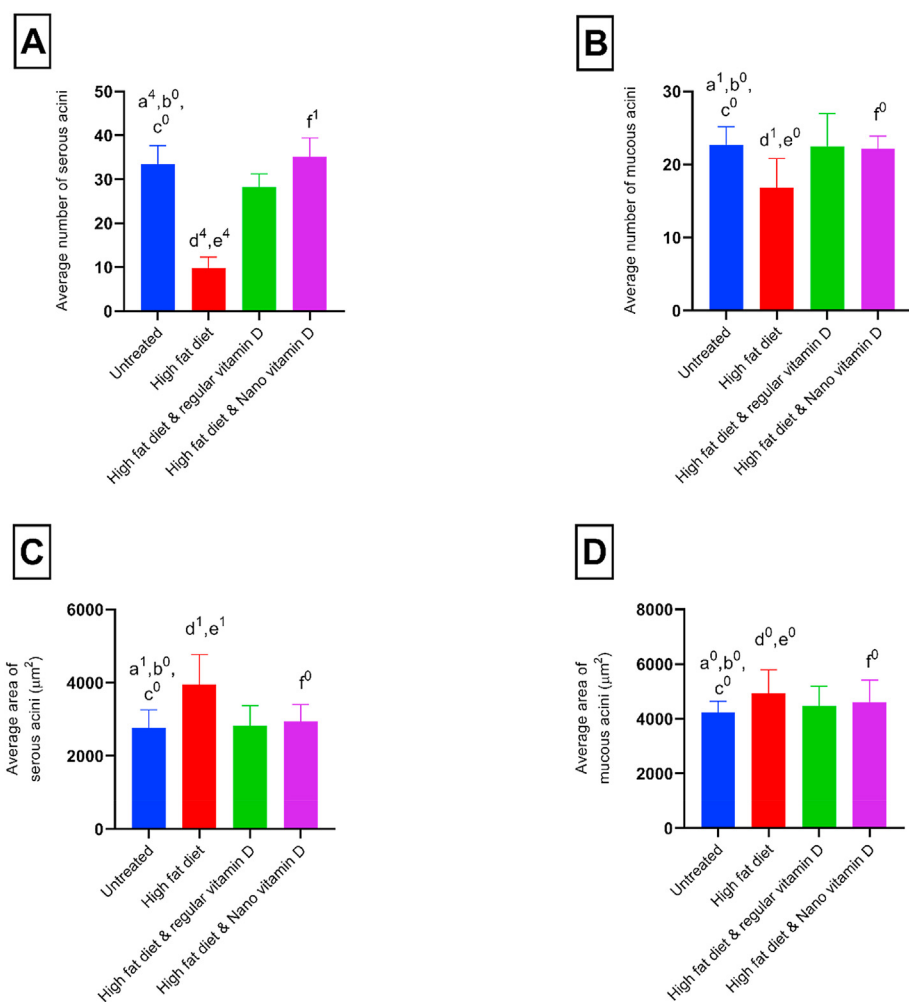 A
Average number of serous acini
50
40
30
20
10
0
a⁴,b⁰,
c⁰
d⁴,e⁴
f¹
Untreated
High fat diet
High fat diet & regular vitamin D
High fat diet & Nano vitamin D
B
Average number of mucous acini
30
20
10
0
a¹,b⁰,
c⁰
d¹,e⁰
f⁰
Untreated
High fat diet
High fat diet & regular vitamin D
High fat diet & Nano vitamin D
C
Average area of
serous acini (μm²)
6000
4000
2000
0
a¹,b⁰,
c⁰
d¹,e¹
f⁰
Untreated
High fat diet
High fat diet & regular vitamin D
High fat diet & Nano vitamin D
D
Average area of
mucous acini (μm²)
8000
6000
4000
2000
0
a⁰,b⁰,
c⁰
d⁰,e⁰
f⁰
Untreated
High fat diet
High fat diet & regular vitamin D
High fat diet & Nano vitamin D